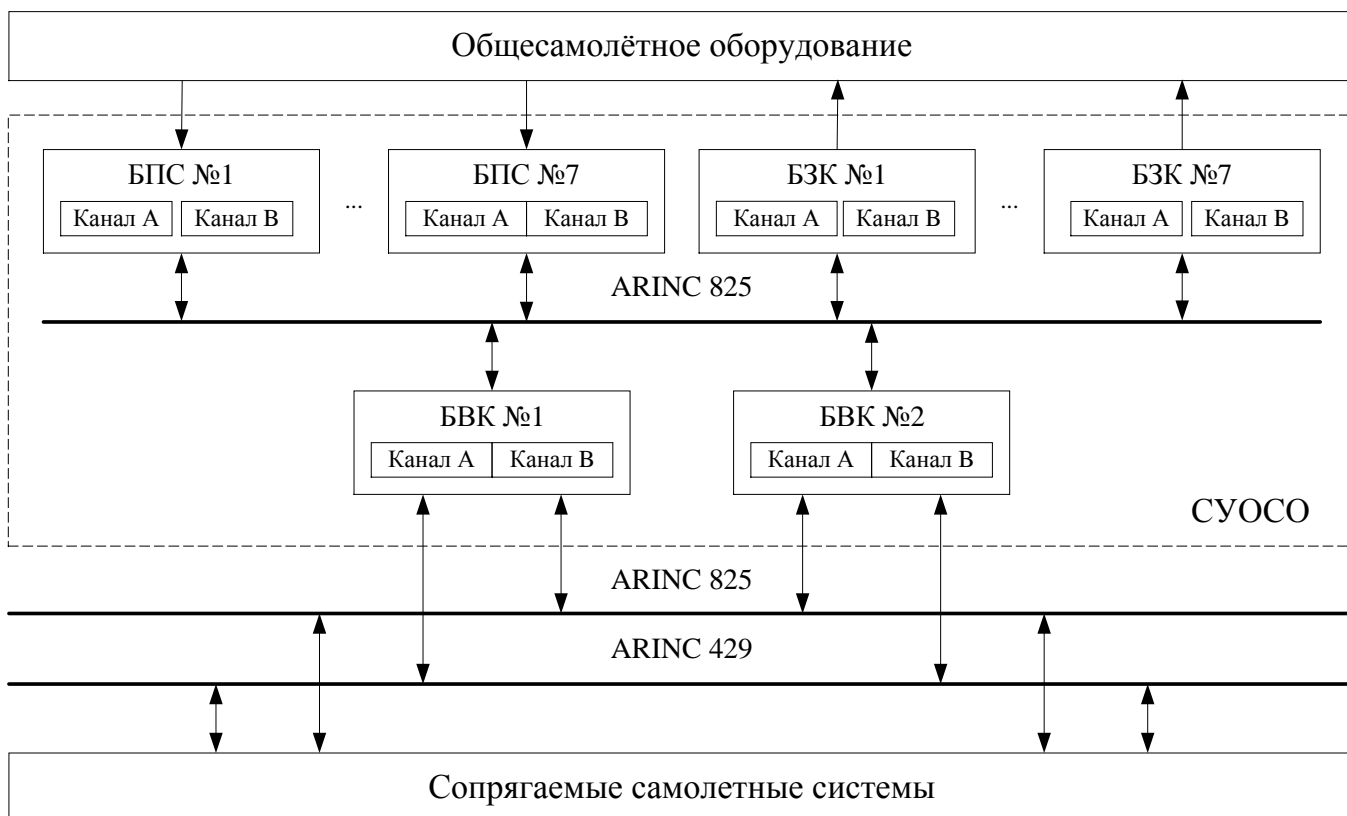 Общесамолётное оборудование
БПС №1
Канал А
Канал В
...
БПС №7
Канал А
Канал В
БЗК №1
Канал А
Канал В
...
БЗК №7
Канал А
Канал В
ARINC 825
БВК №1
Канал А
Канал В
БВК №2
Канал А
Канал В
СУОСО
ARINC 825
ARINC 429
Сопрягаемые самолетные системы